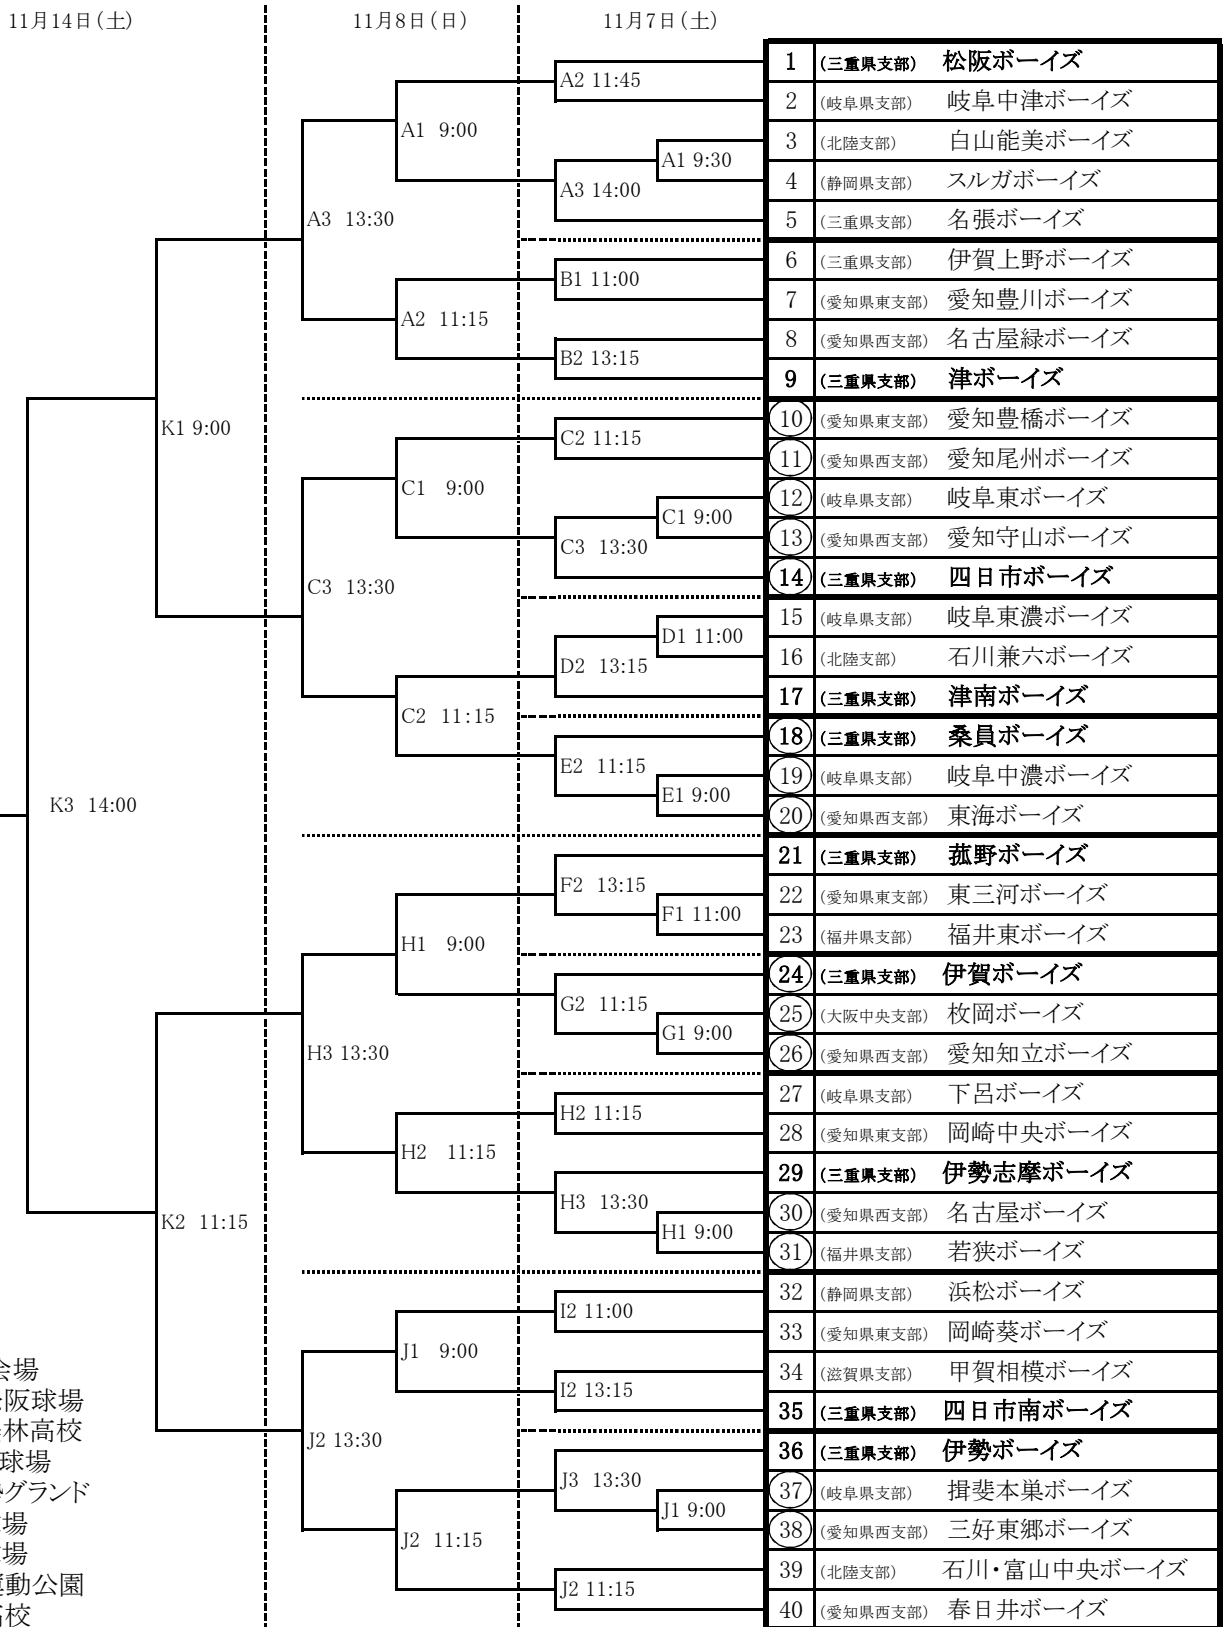 11月14日(土) 11月8日(日) 11月7日(土)
1 (三重県支部) 松阪ボーイズ
A2 11:45
2 (岐阜県支部) 岐阜中津ボーイズ
A1 9:00
3 (北陸支部) 白山能美ボーイズ
A1 9:30
4 (静岡県支部) スルガボーイズ
A3 14:00
5 (三重県支部) 名張ボーイズ
A3 13:30
6 (三重県支部) 伊賀上野ボーイズ
B1 11:00
7 (愛知県東支部) 愛知豊川ボーイズ
A2 11:15
8 (愛知県西支部) 名古屋緑ボーイズ
B2 13:15
9 (三重県支部) 津ボーイズ
10 (愛知県東支部) 愛知豊橋ボーイズ
K1 9:00
C2 11:15
11 (愛知県西支部) 愛知尾州ボーイズ
C1 9:00
12 (岐阜県支部) 岐阜東ボーイズ
C1 9:00
13 (愛知県西支部) 愛知守山ボーイズ
C3 13:30
14 (三重県支部) 四日市ボーイズ
C3 13:30
15 (岐阜県支部) 岐阜東濃ボーイズ
D1 11:00
16 (北陸支部) 石川兼六ボーイズ
D2 13:15
17 (三重県支部) 津南ボーイズ
C2 11:15
18 (三重県支部) 桑員ボーイズ
E2 11:15
19 (岐阜県支部) 岐阜中濃ボーイズ
E1 9:00
20 (愛知県西支部) 東海ボーイズ
K3 14:00
21 (三重県支部) 菰野ボーイズ
F2 13:15
22 (愛知県東支部) 東三河ボーイズ
F1 11:00
23 (福井県支部) 福井東ボーイズ
H1 9:00
24 (三重県支部) 伊賀ボーイズ
G2 11:15
25 (大阪中央支部) 枚岡ボーイズ
G1 9:00
26 (愛知県西支部) 愛知知立ボーイズ
H3 13:30
27 (岐阜県支部) 下呂ボーイズ
H2 11:15
28 (愛知県東支部) 岡崎中央ボーイズ
H2 11:15
29 (三重県支部) 伊勢志摩ボーイズ
H3 13:30
30 (愛知県西支部) 名古屋ボーイズ
K2 11:15
H1 9:00
31 (福井県支部) 若狭ボーイズ
32 (静岡県支部) 浜松ボーイズ
I2 11:00
33 (愛知県東支部) 岡崎葵ボーイズ
J1 9:00
34 (滋賀県支部) 甲賀相模ボーイズ
I2 13:15
35 (三重県支部) 四日市南ボーイズ
J2 13:30
36 (三重県支部) 伊勢ボーイズ
J3 13:30
37 (岐阜県支部) 揖斐本巣ボーイズ
J1 9:00
38 (愛知県西支部) 三好東郷ボーイズ
J2 11:15
39 (北陸支部) 石川・富山中央ボーイズ
J2 11:15
40 (愛知県西支部) 春日井ボーイズ
会場
阪球場
林高校
球場
グランド
場
場
運動公園
高校